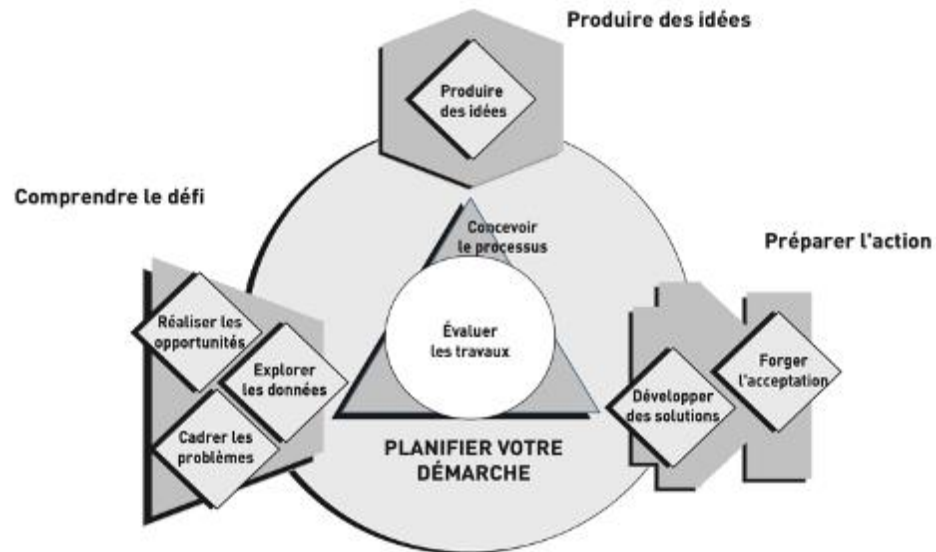 Produire des idées
Produire
des idées
Comprendre le défi
Concevoir
le processus
Préparer l'action
Réaliser les
opportunités
Explorer
les données
Cadrer les
problèmes
Évaluer
les travaux
Forger
l'acceptation
Développer
des solutions
PLANIFIER VOTRE
DÉMARCHE